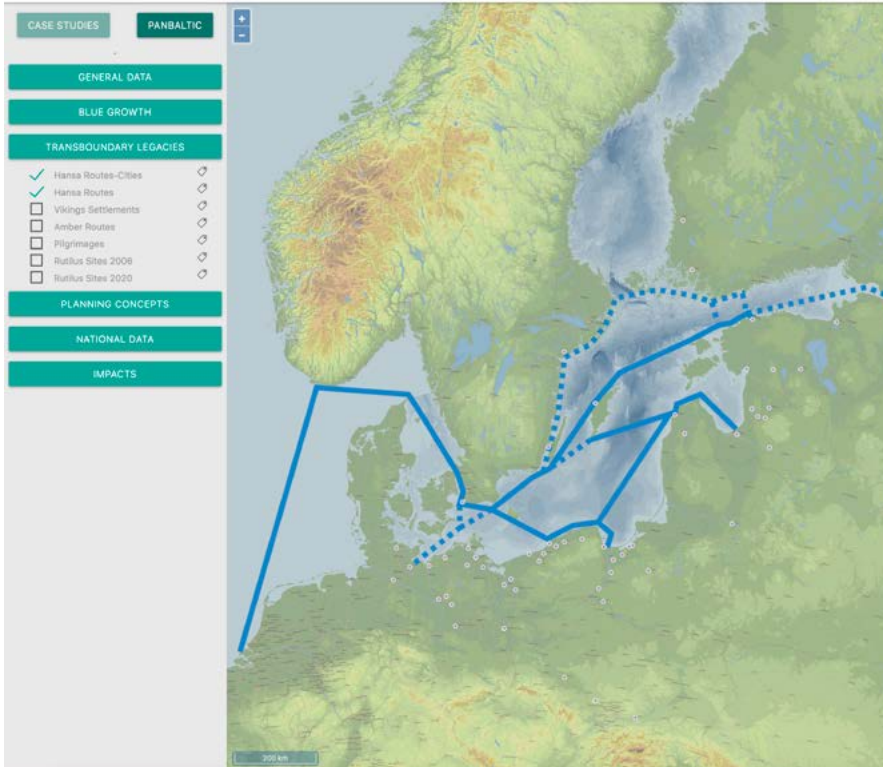 CASE STUDIES
PANBALTIC
GENERAL DATA
BLUE GROWTH
TRANSBOUNDARY LEGACIES
Hansa Routes-Cities
Hansa Routes
Vikings Settlements
Amber Routes
Pilgrimages
Rutilus Sites 2006
Rutilus Sites 2020
PLANNING CONCEPTS
NATIONAL DATA
IMPACTS
+
−
200 km